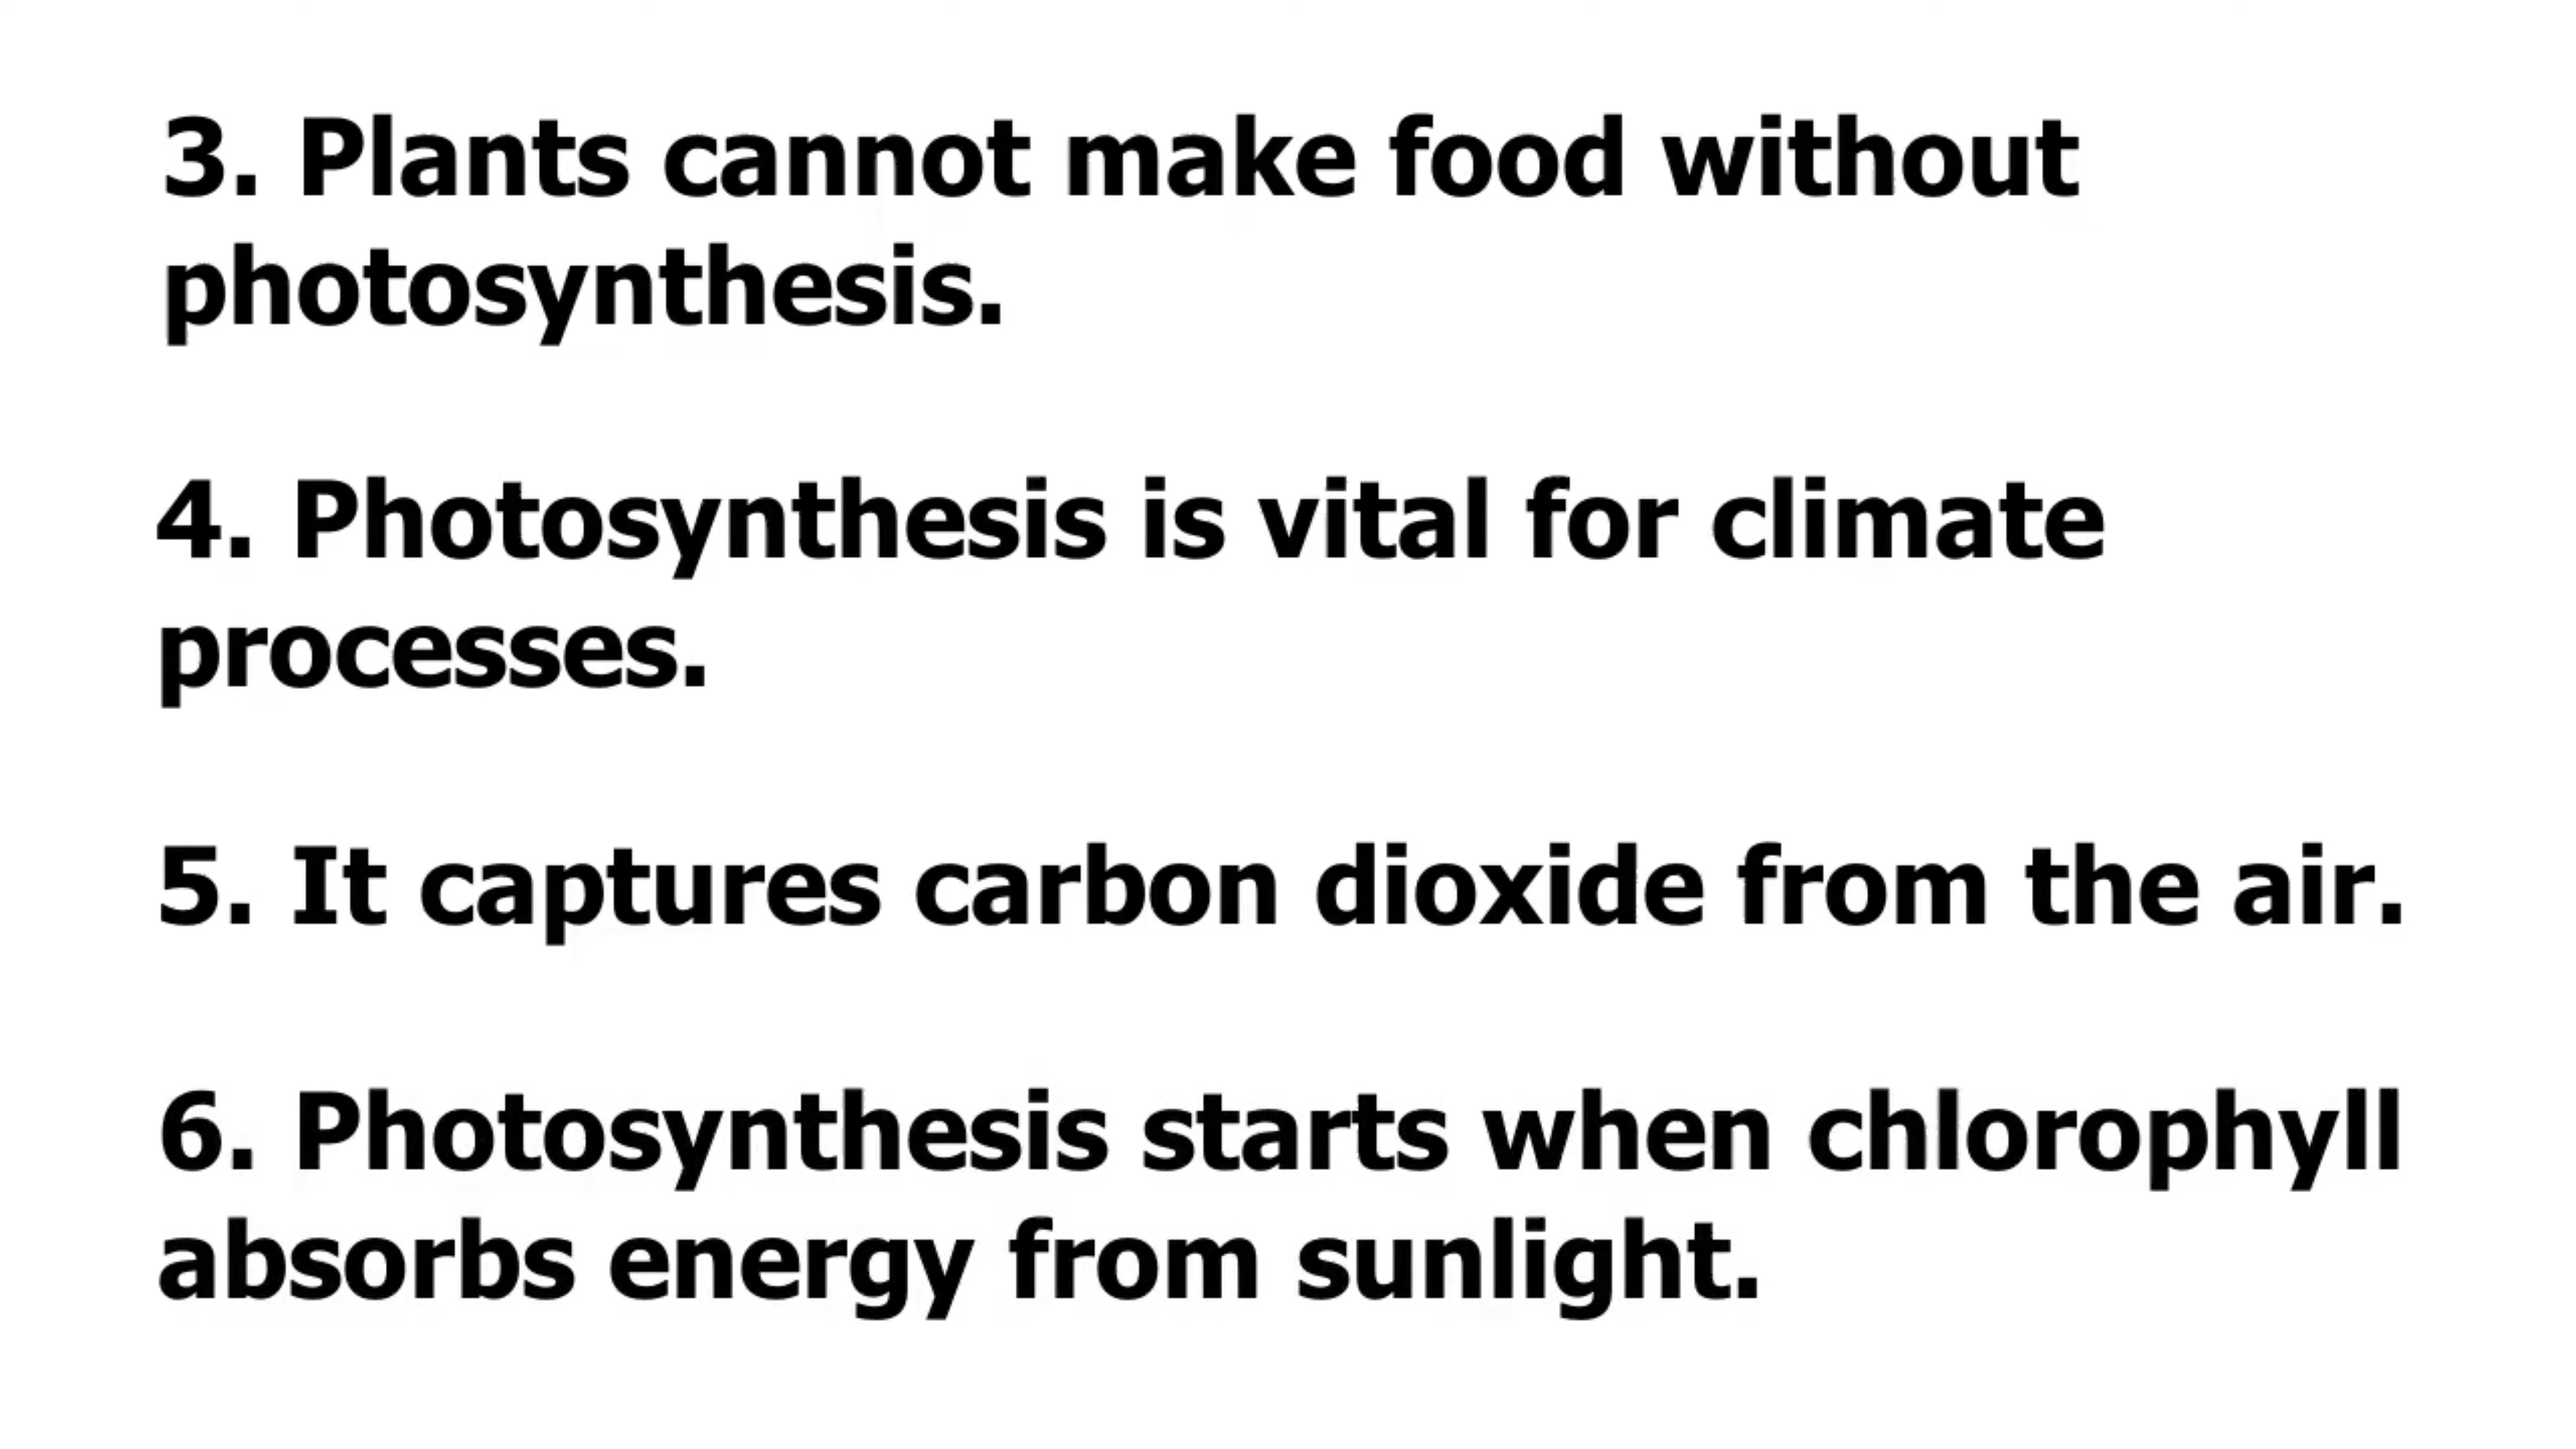 3. Plants cannot make food without
photosynthesis.
4. Photosynthesis is vital for climate
processes.
5. It captures carbon dioxide from the air.
6. Photosynthesis starts when chlorophyll
absorbs energy from sunlight.